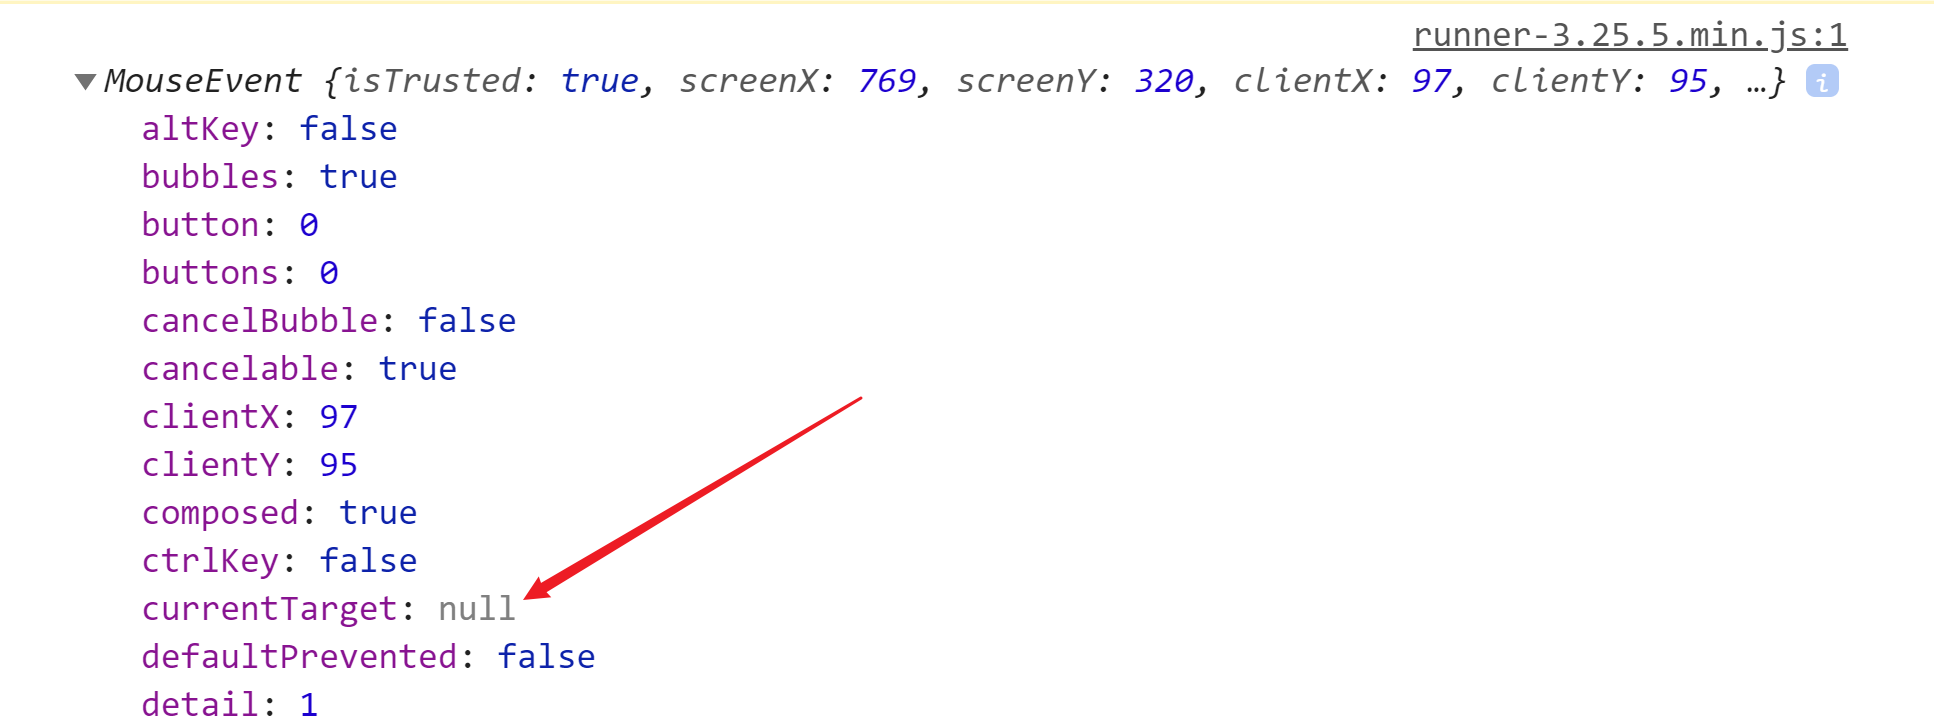 runner-3.25.5.min.js:1
▼MouseEvent {isTrusted: true, screenX: 769, screenY: 320, clientX: 97, clientY: 95, …} i
altKey: false
bubbles: true
button: 0
buttons: 0
cancelBubble: false
cancelable: true
clientX: 97
clientY: 95
composed: true
ctrlKey: false
currentTarget: null
defaultPrevented: false
detail: 1